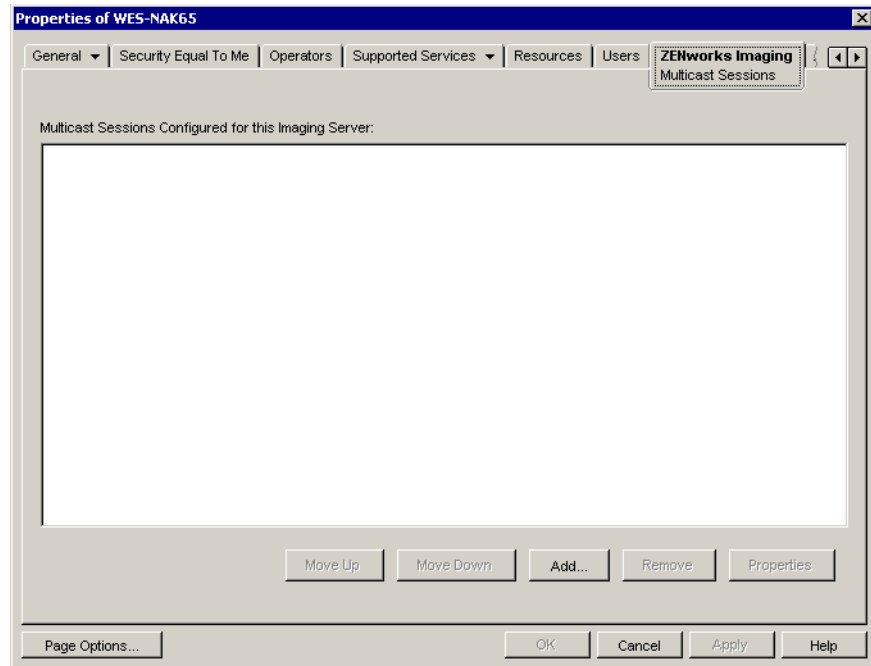 Properties of WES-NAK65
General Security Equal To Me Operators Supported Services Resources Users ZENworks Imaging
Multicast Sessions
Multicast Sessions Configured for this Imaging Server:
Move Up Move Down Add... Remove Properties
Page Options... OK Cancel Apply Help